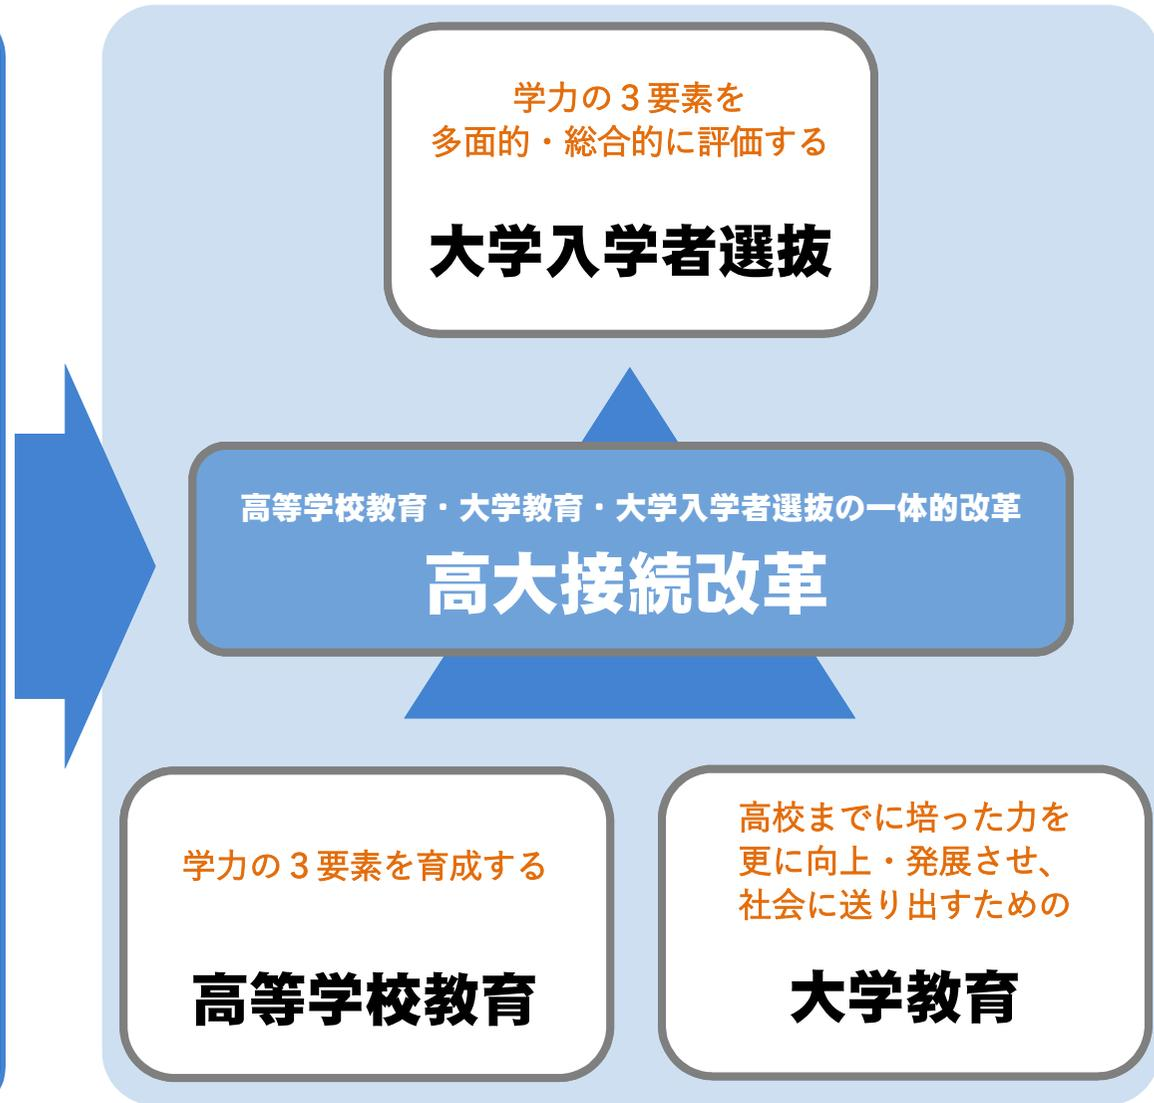 学力の３要素を
多面的・総合的に評価する
大学入学者選抜
高等学校教育・大学教育・大学入学者選抜の一体的改革
高大接続改革
学力の３要素を育成する
高等学校教育
高校までに培った力を
更に向上・発展させ、
社会に送り出すための
大学教育